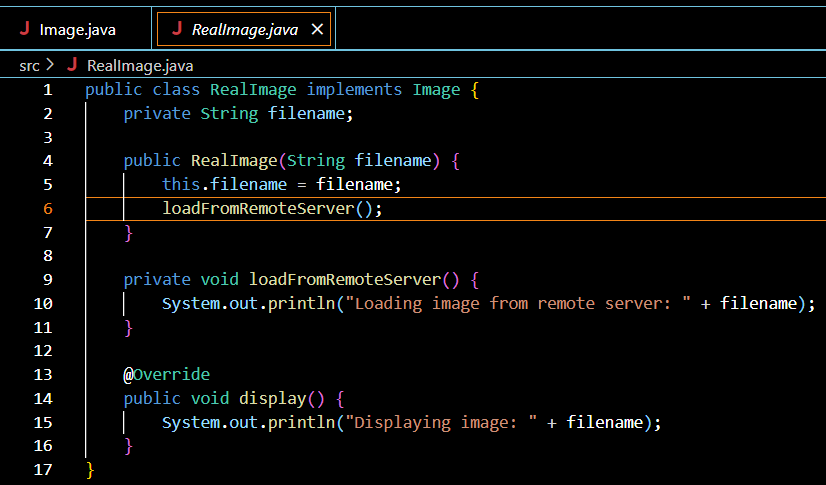 J Image.java J RealImage.java ×
src > J RealImage.java
1 public class RealImage implements Image {
2     private String filename;
3
4     public RealImage(String filename) {
5         this.filename = filename;
6         loadFromRemoteServer();
7     }
8
9     private void loadFromRemoteServer() {
10         System.out.println("Loading image from remote server: " + filename);
11     }
12
13     @Override
14     public void display() {
15         System.out.println("Displaying image: " + filename);
16     }
17 }